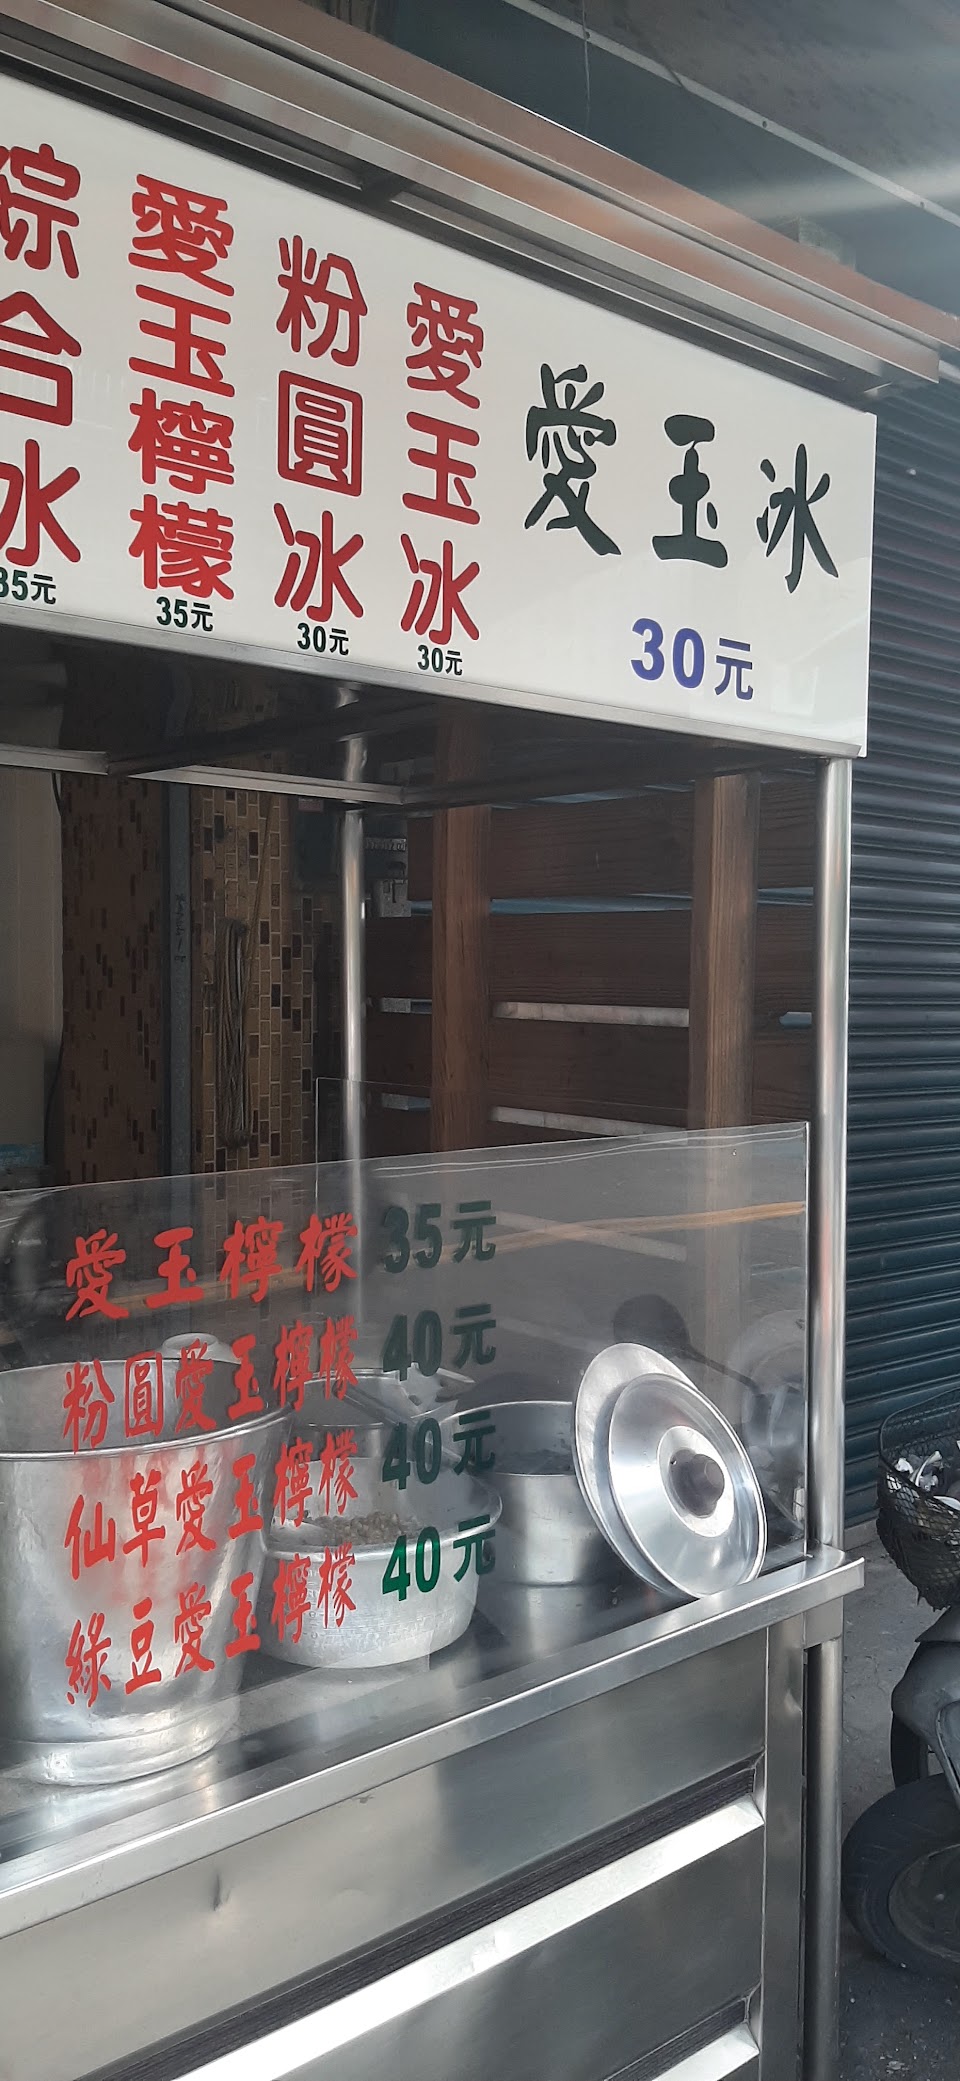 愛玉冰
30元
愛玉冰
30元
粉圓冰
30元
愛玉檸檬
35元
綜合冰
35元
愛玉檸檬 35元
粉圓愛玉檸檬 40元
仙草愛玉檸檬 40元
綠豆愛玉檸檬 40元